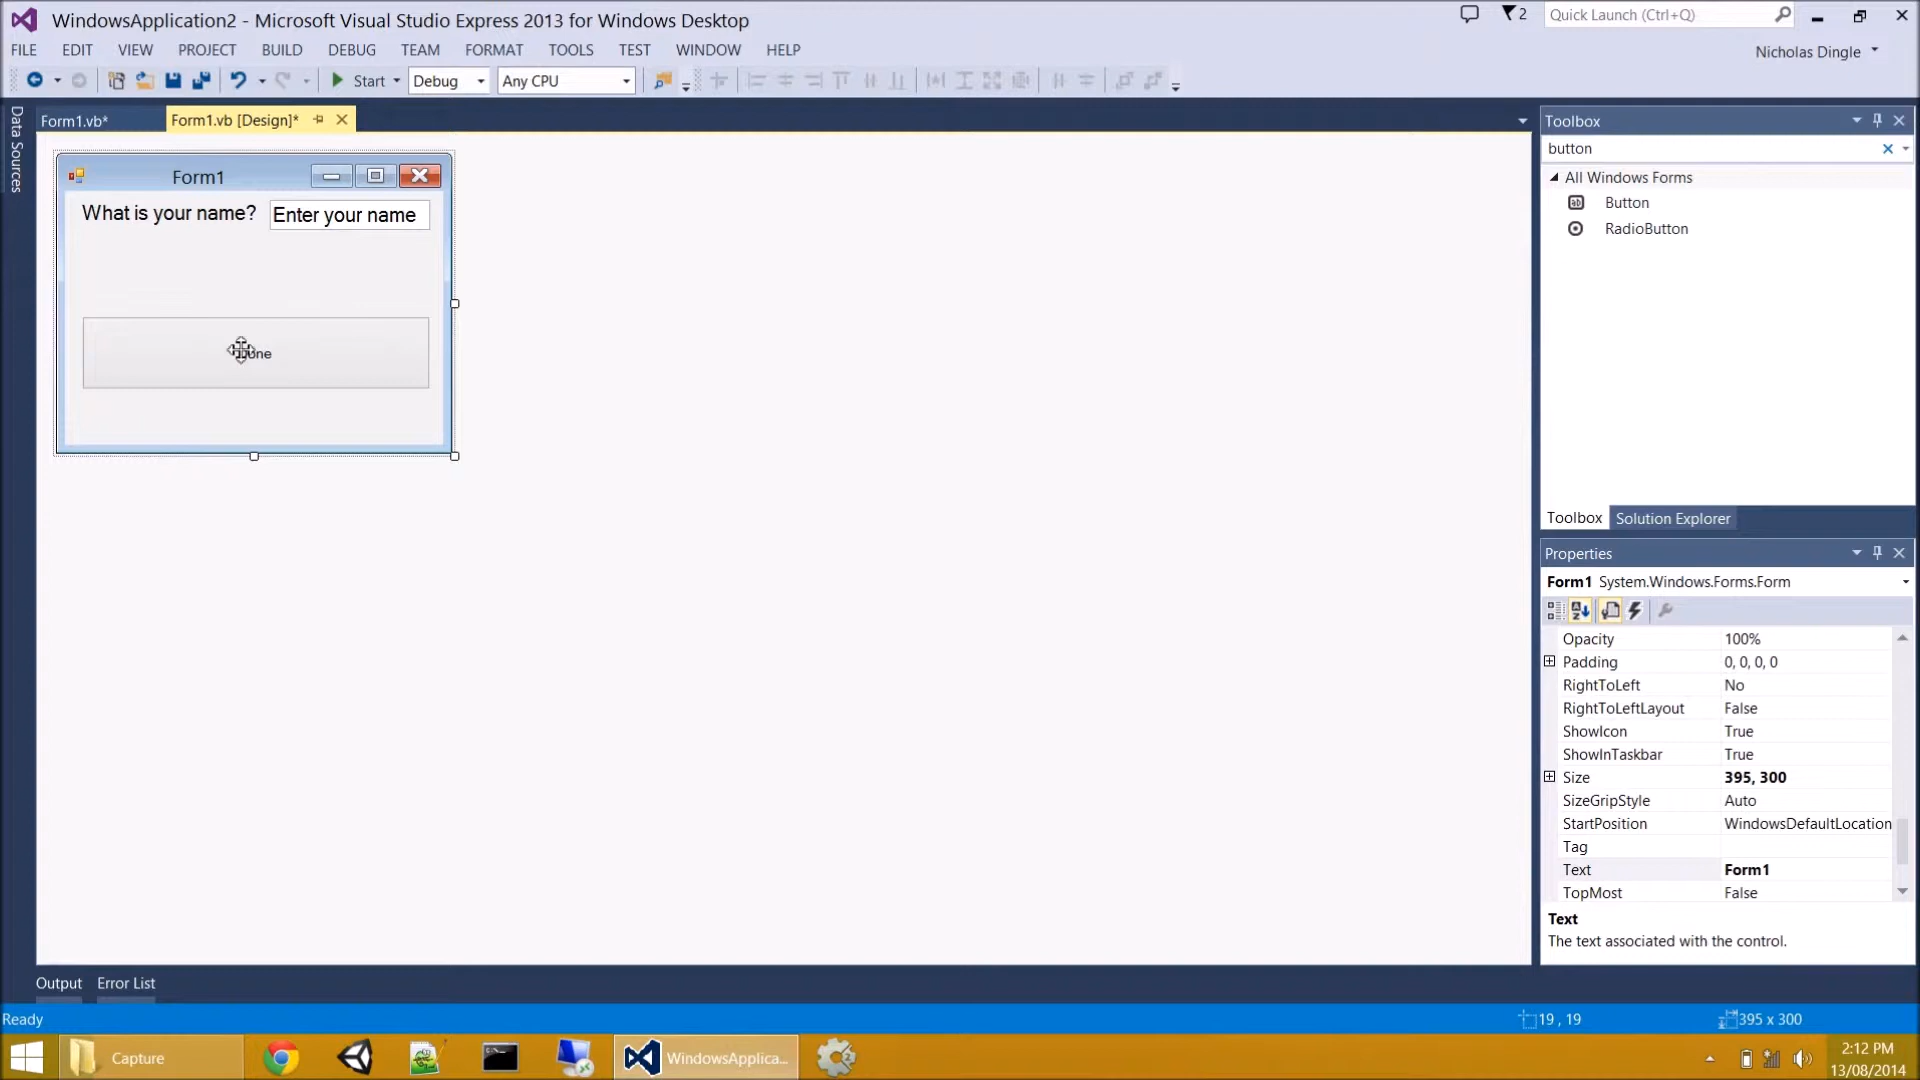 WindowsApplication2 - Microsoft Visual Studio Express 2013 for Windows Desktop
2
Quick Launch (Ctrl+Q)
FILE EDIT VIEW PROJECT BUILD DEBUG TEAM FORMAT TOOLS TEST WINDOW HELP
Nicholas Dingle
Start Debug Any CPU
Data Sources
Form1.vb*
Form1.vb [Design]*
Form1
What is your name?
Enter your name
Toolbox
button
All Windows Forms
Button
RadioButton
Toolbox Solution Explorer
Properties
Form1 System.Windows.Forms.Form
Opacity 100%
Padding 0, 0, 0, 0
RightToLeft No
RightToLeftLayout False
ShowIcon True
ShowInTaskbar True
Size 395, 300
SizeGripStyle Auto
StartPosition WindowsDefaultLocation
Tag
Text Form1
TopMost False
Text
The text associated with the control.
Output Error List
Ready
19 , 19
395 x 300
Capture
WindowsApplica...
2:12 PM
13/08/2014